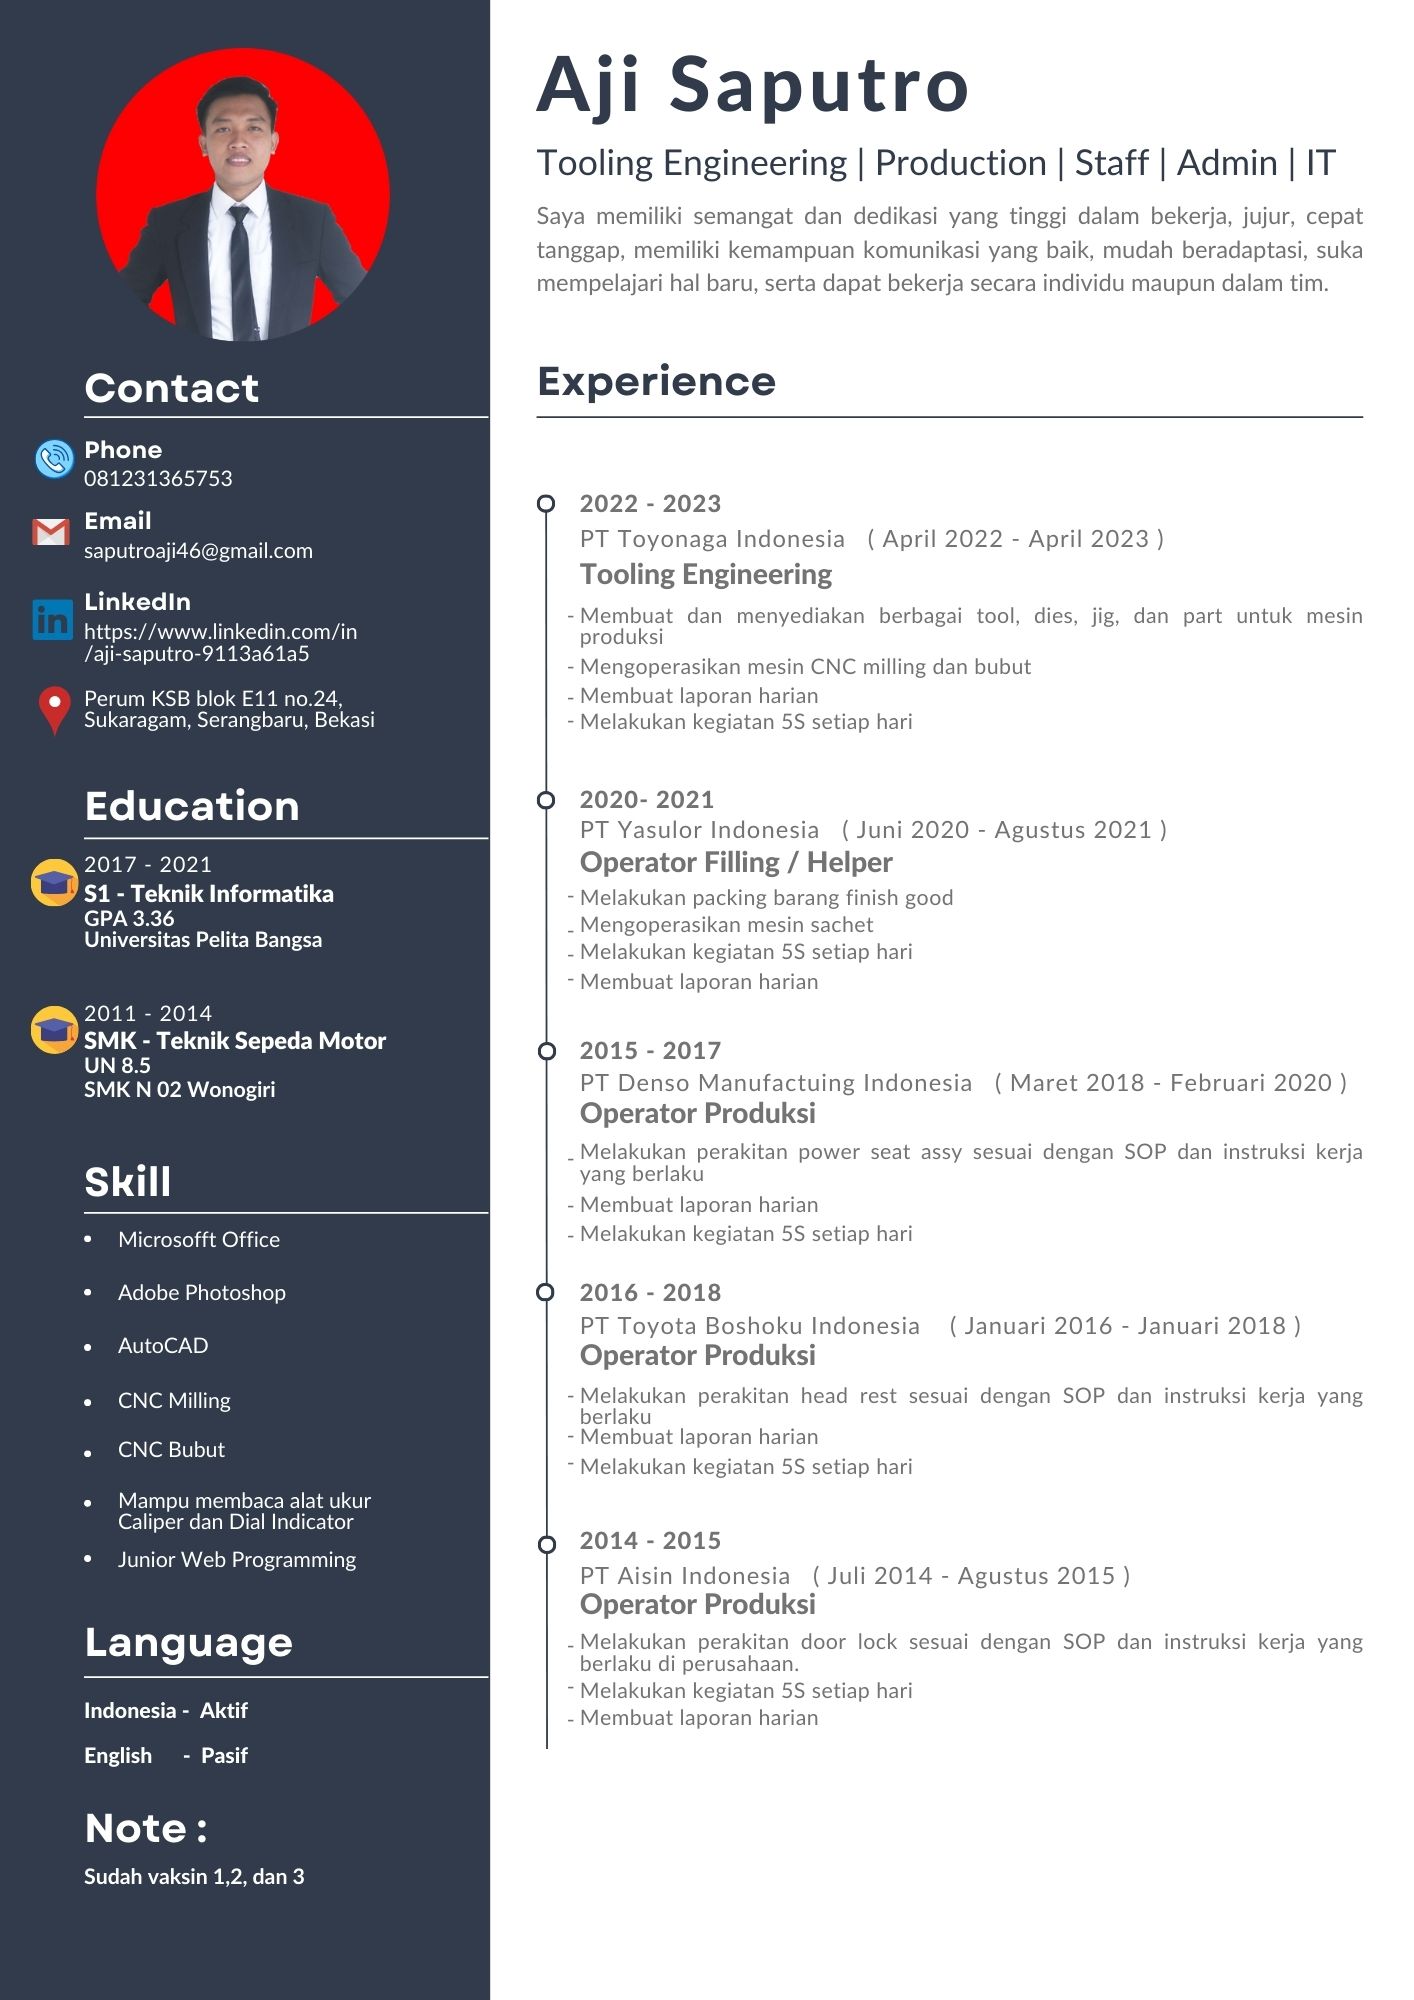 Aji Saputro
Tooling Engineering | Production | Staff | Admin | IT
Saya memiliki semangat dan dedikasi yang tinggi dalam bekerja, jujur, cepat
tanggap, memiliki kemampuan komunikasi yang baik, mudah beradaptasi, suka
mempelajari hal baru, serta dapat bekerja secara individu maupun dalam tim.
Contact
Phone
081231365753
Email
saputroaji46@gmail.com
LinkedIn
https://www.linkedin.com/in
/aji-saputro-9113a61a5
Perum KSB blok E11 no.24,
Sukaragam, Serangbaru, Bekasi
Education
2017 - 2021
S1 - Teknik Informatika
GPA 3.36
Universitas Pelita Bangsa
2011 - 2014
SMK - Teknik Sepeda Motor
UN 8.5
SMK N 02 Wonogiri
Skill
• Microsofft Office
• Adobe Photoshop
• AutoCAD
• CNC Milling
• CNC Bubut
• Mampu membaca alat ukur
Caliper dan Dial Indicator
• Junior Web Programming
Language
Indonesia - Aktif
English - Pasif
Note :
Sudah vaksin 1,2, dan 3
Experience
2022 - 2023
PT Toyonaga Indonesia ( April 2022 - April 2023 )
Tooling Engineering
- Membuat dan menyediakan berbagai tool, dies, jig, dan part untuk mesin
produksi
- Mengoperasikan mesin CNC milling dan bubut
- Membuat laporan harian
- Melakukan kegiatan 5S setiap hari
2020- 2021
PT Yasulor Indonesia ( Juni 2020 - Agustus 2021 )
Operator Filling / Helper
- Melakukan packing barang finish good
- Mengoperasikan mesin sachet
- Melakukan kegiatan 5S setiap hari
- Membuat laporan harian
2015 - 2017
PT Denso Manufactuing Indonesia ( Maret 2018 - Februari 2020 )
Operator Produksi
- Melakukan perakitan power seat assy sesuai dengan SOP dan instruksi kerja
yang berlaku
- Membuat laporan harian
- Melakukan kegiatan 5S setiap hari
2016 - 2018
PT Toyota Boshoku Indonesia ( Januari 2016 - Januari 2018 )
Operator Produksi
- Melakukan perakitan head rest sesuai dengan SOP dan instruksi kerja yang
berlaku
- Membuat laporan harian
- Melakukan kegiatan 5S setiap hari
2014 - 2015
PT Aisin Indonesia ( Juli 2014 - Agustus 2015 )
Operator Produksi
- Melakukan perakitan door lock sesuai dengan SOP dan instruksi kerja yang
berlaku di perusahaan.
- Melakukan kegiatan 5S setiap hari
- Membuat laporan harian